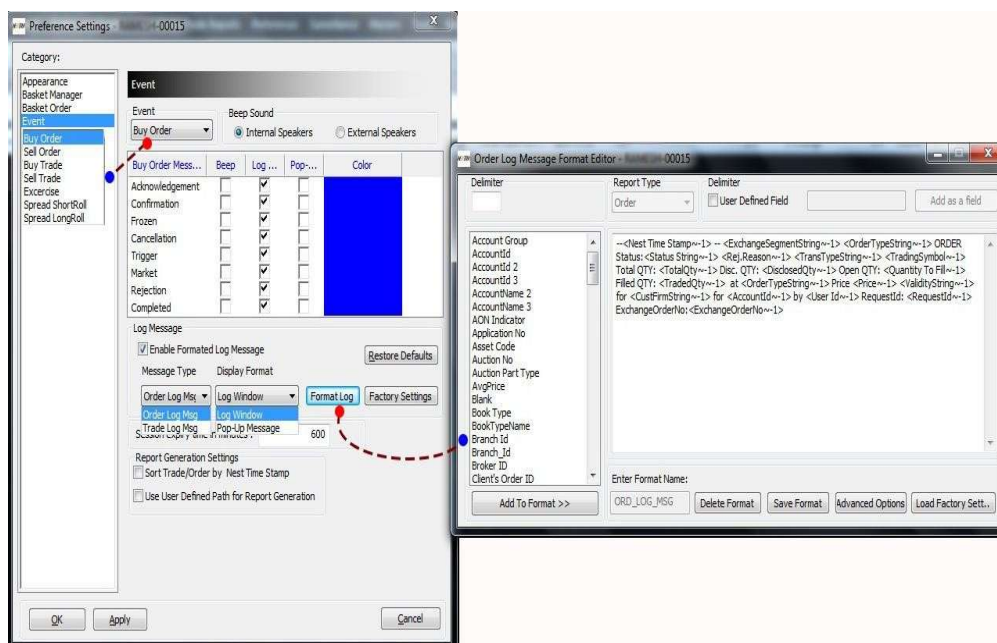 Preference Settings - -00015
X
Category:
Appearance
Basket Manager
Basket Order
Event
Buy Order
Sell Order
Buy Trade
Sell Trade
Excercise
Spread ShortRoll
Spread LongRoll
Event
Event
Buy Order
Beep Sound
Internal Speakers
External Speakers
Buy Order Mess... Beep Log ... Pop-... Color
Acknowledgement
Confirmation
Frozen
Cancellation
Trigger
Market
Rejection
Completed
Log Message
Enable Formated Log Message
Restore Defaults
Message Type Display Format
Order Log Msg Log Window Format Log Factory Settings
Order Log Msg Log Window
Trade Log Msg Pop-Up Message
Session expiry time in minutes : 600
Report Generation Settings
Sort Trade/Order by Nest Time Stamp
Use User Defined Path for Report Generation
OK Apply Cancel
Order Log Message Format Editor - 00015
X
Delimiter Report Type Delimiter
Order User Defined Field Add as a field
Account Group
AccountId
AccountId 2
AccountId 3
AccountName 2
AccountName 3
AON Indicator
Application No
Asset Code
Auction No
Auction Part Type
AvgPrice
Blank
Book Type
BookTypeName
Branch Id
Branch_Id
Broker ID
Client's Order ID
Add To Format >>
--<Nest Time Stamp~-1> -- <ExchangeSegmentString~-1> <OrderTypeString~-1> ORDER
Status:<Status String~-1> <Rej.Reason~-1> <TransTypeString~-1> <TradingSymbol~-1>
Total QTY: <TotalQty~-1> Disc. QTY: <DisclosedQty~-1> Open QTY: <Quantity To Fill~-1>
Filled QTY: <TradedQty~-1> at <OrderTypeString~-1> Price <Price~-1> <ValidityString~-1>
for <CustFirmString~-1> for <AccountId~-1> by <User Id~-1> RequestId: <RequestId~-1>
ExchangeOrderNo:<ExchangeOrderNo~-1>
Enter Format Name:
ORD_LOG_MSG Delete Format Save Format Advanced Options Load Factory Sett..